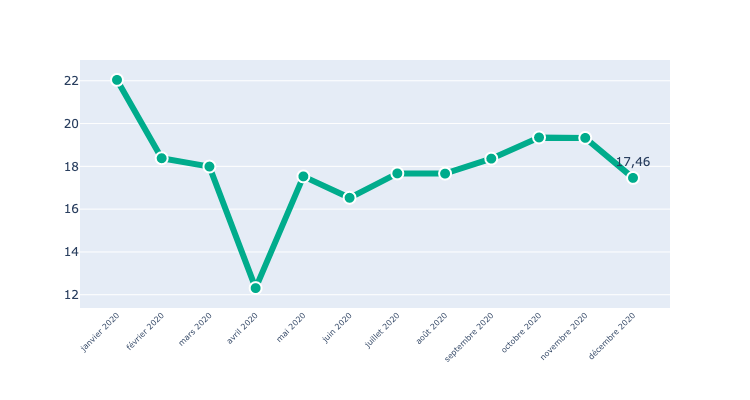 22
20
18
16
14
12
17,46
janvier 2020
février 2020
mars 2020
avril 2020
mai 2020
juin 2020
juillet 2020
août 2020
septembre 2020
octobre 2020
novembre 2020
décembre 2020